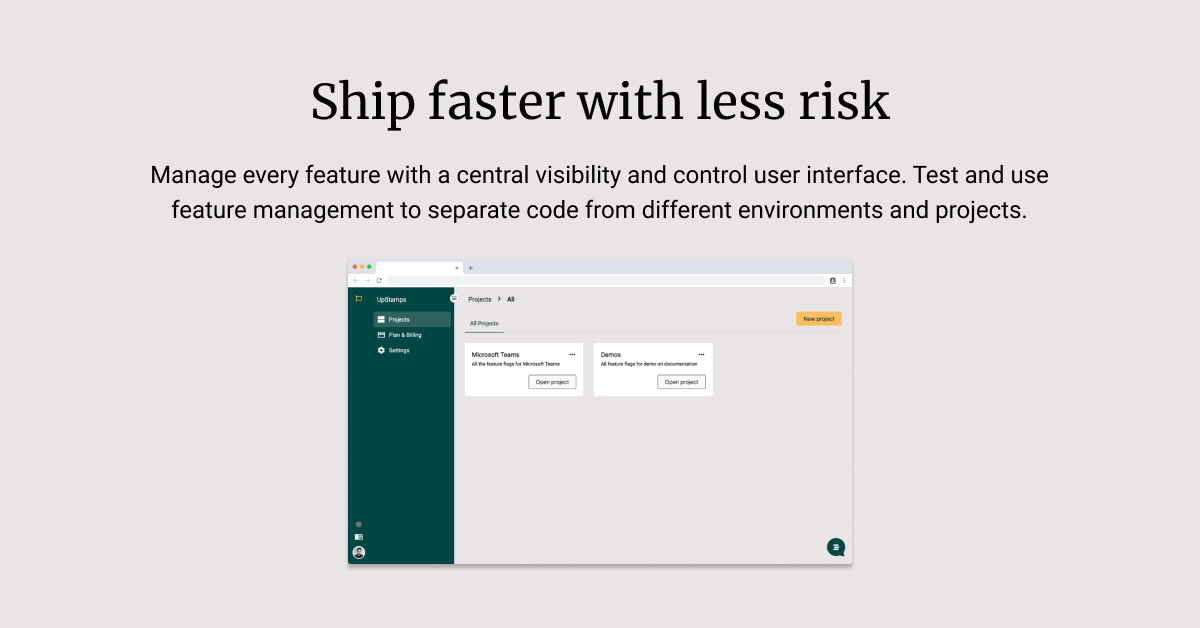 Ship faster with less risk
Manage every feature with a central visibility and control user interface. Test and use
feature management to separate code from different environments and projects.
UpStamps
Projects
Plan & Billing
Settings
Projects > All
All Projects
New project
Microsoft Teams
All the feature flags for Microsoft Teams
Open project
Demos
All feature flags for demo on documentation
Open project